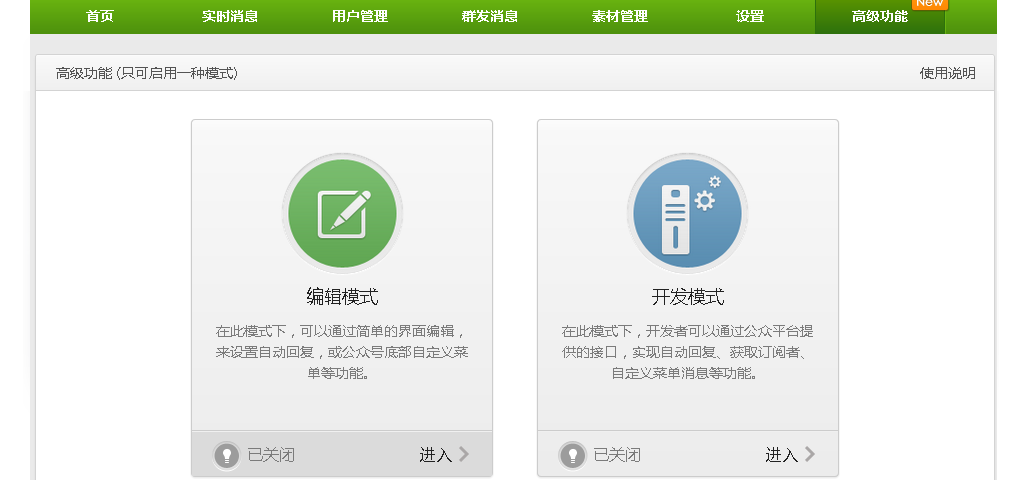 首页 实时消息 用户管理 群发消息 素材管理 设置 高级功能 New
高级功能 (只可启用一种模式) 使用说明
编辑模式
在此模式下，可以通过简单的界面编辑，
来设置自动回复，或公众号底部自定义菜
单等功能。
已关闭 进入
开发模式
在此模式下，开发者可以通过公众平台提
供的接口，实现自动回复、获取订阅者、
自定义菜单消息等功能。
已关闭 进入